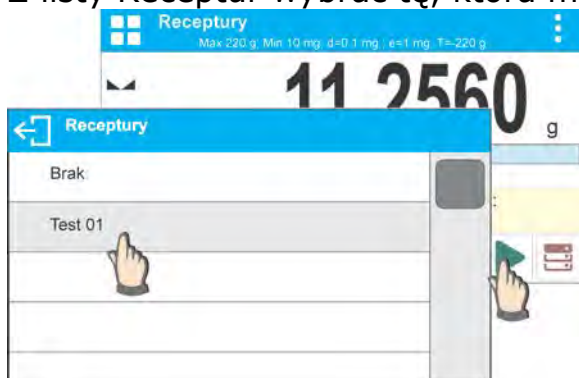 Z listy Receptur wybrać tę, która
Receptury
Max 220 g; Min 10 mg; d=0.1 mg ; e=1 mg T=-220 g
11.2560 g
Receptury
Brak
Test 01